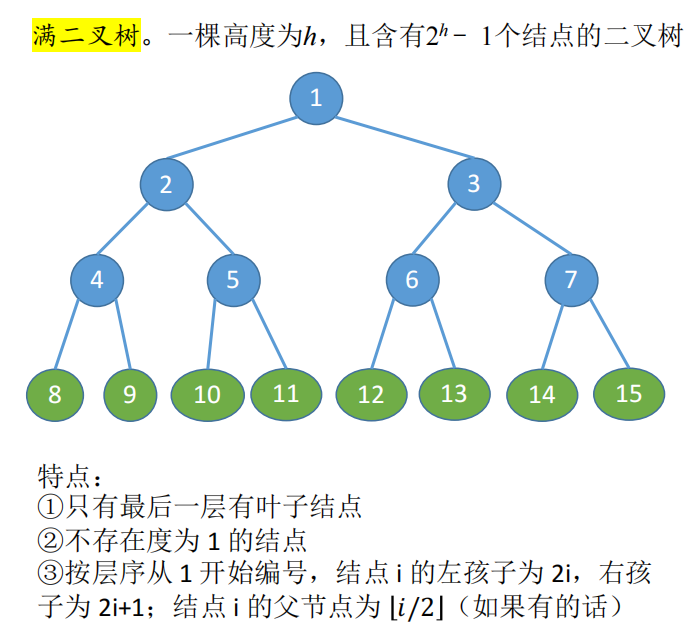 满二叉树。一棵高度为h，且含有2ʰ − 1个结点的二叉树
1
2 3
4 5 6 7
8 9 10 11 12 13 14 15
特点：
①只有最后一层有叶子结点
②不存在度为 1 的结点
③按层序从 1 开始编号，结点 i 的左孩子为 2i，右孩
子为 2i+1；结点 i 的父节点为 ⌊i/2⌋（如果有的话）